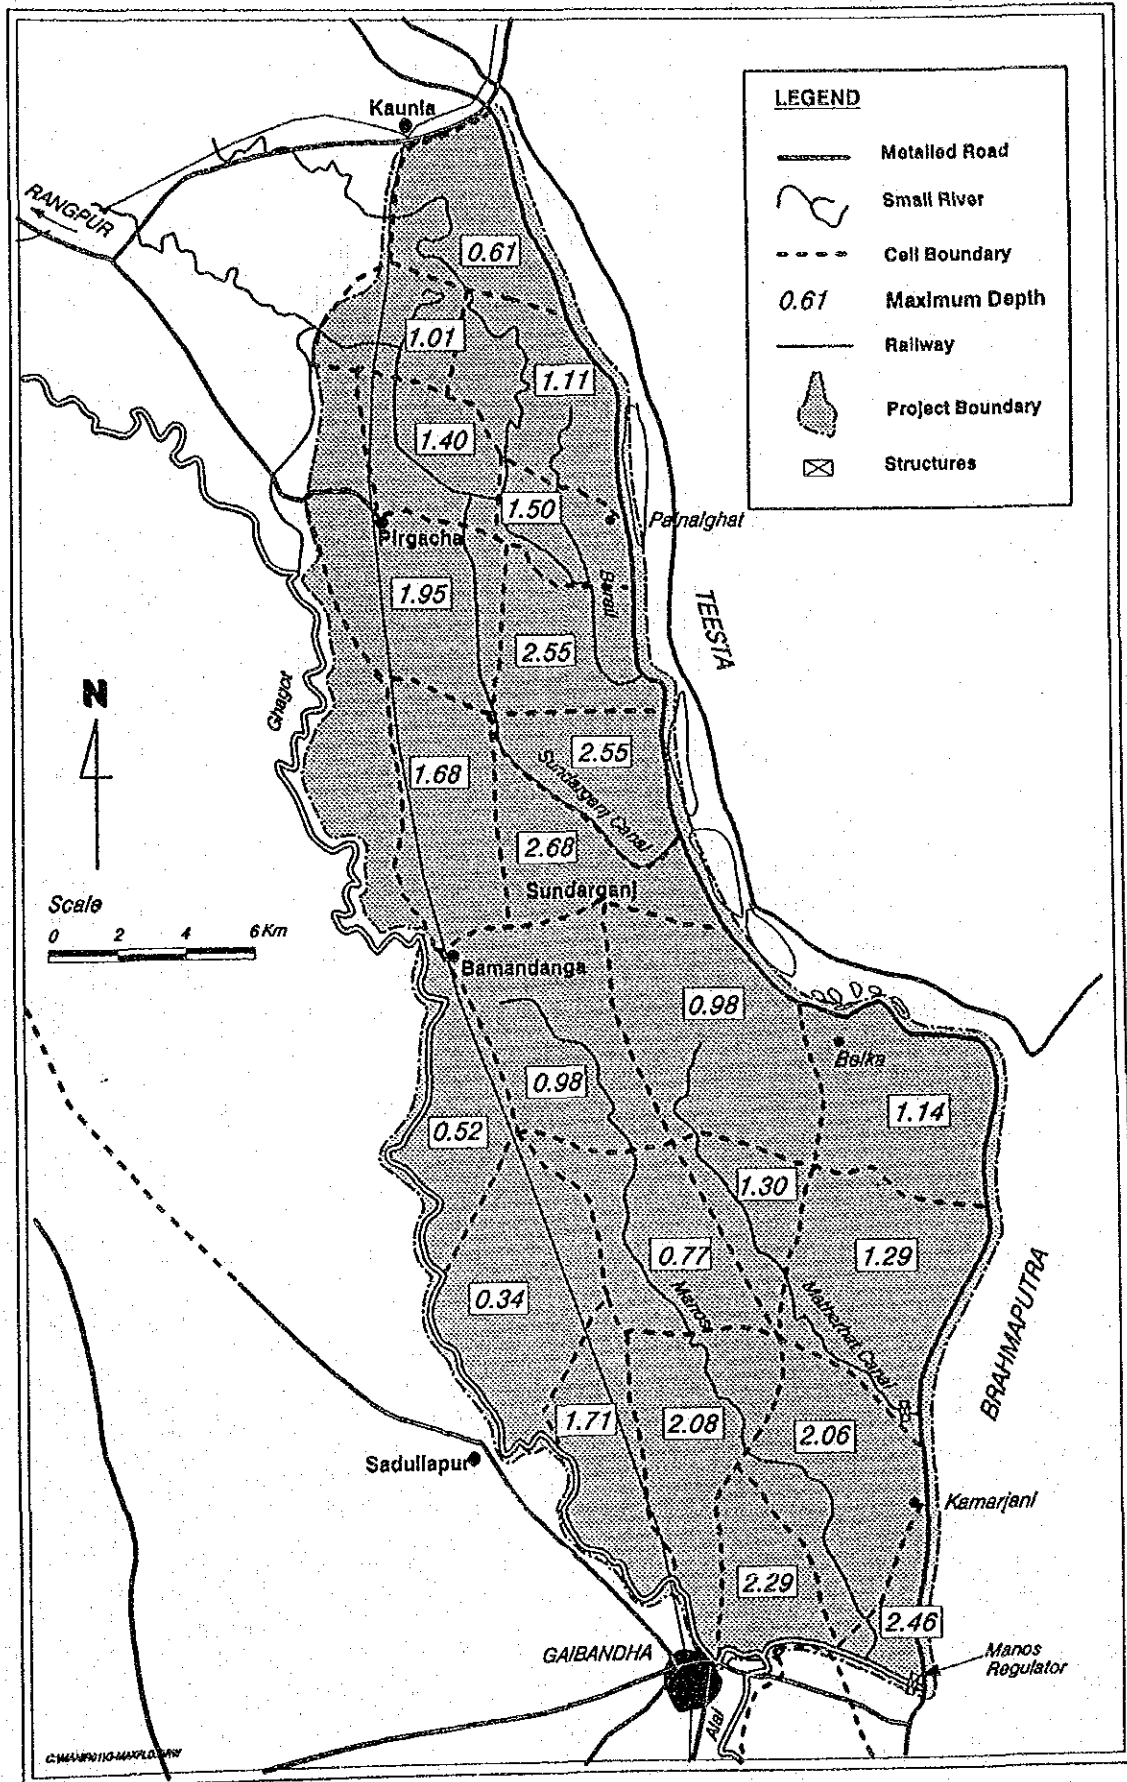 LEGEND
Metalled Road
Small River
Cell Boundary
0.61 Maximum Depth
Railway
Project Boundary
Structures
Kaunia
RANGPUR
0.61
1.01
1.11
1.40
1.50
Painalghat
Pirgacha
1.95
Burail
TEESTA
2.55
Ghagot
N
2.55
1.68
Sundarganj Canal
2.68
Sundarganj
Scale
0 2 4 6 Km
Bamandanga
0.98
Belka
0.98
1.14
0.52
1.30
0.77
1.29
0.34
Manos
Matherhat Canal
BRAHMAPUTRA
1.71
2.08
2.06
Sadullapur
Kamarjani
2.29
2.46
GAIBANDHA
Manos
Regulator
Alai